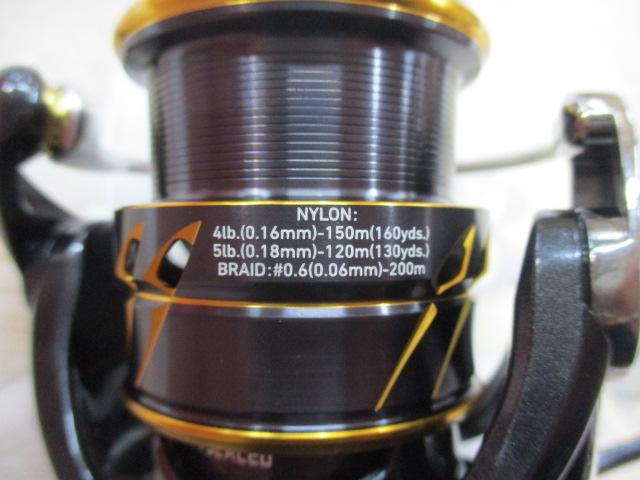 NYLON:
4lb.(0.16mm)-150m(160yds.)
5lb.(0.18mm)-120m(130yds.)
BRAID:#0.6(0.06mm)-200m